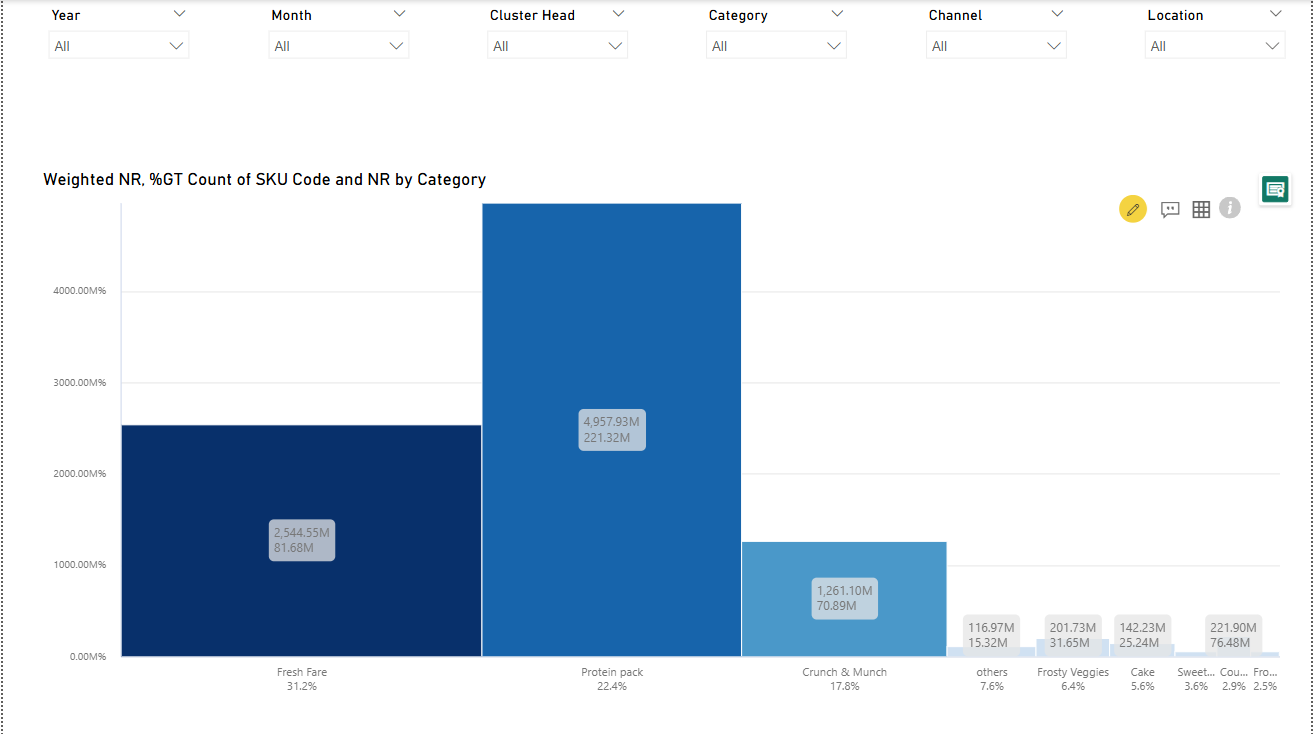 Year
Month
Cluster Head
Category
Channel
Location
All
All
All
All
All
All
Weighted NR, %GT Count of SKU Code and NR by Category
4000.00M%
3000.00M%
2000.00M%
1000.00M%
0.00M%
2,544.55M
81.68M
4,957.93M
221.32M
1,261.10M
70.89M
116.97M
15.32M
201.73M
31.65M
142.23M
25.24M
221.90M
76.48M
Fresh Fare
31.2%
Protein pack
22.4%
Crunch & Munch
17.8%
others
7.6%
Frosty Veggies
6.4%
Cake
5.6%
Sweet...
3.6%
Cou...
2.9%
Fro...
2.5%